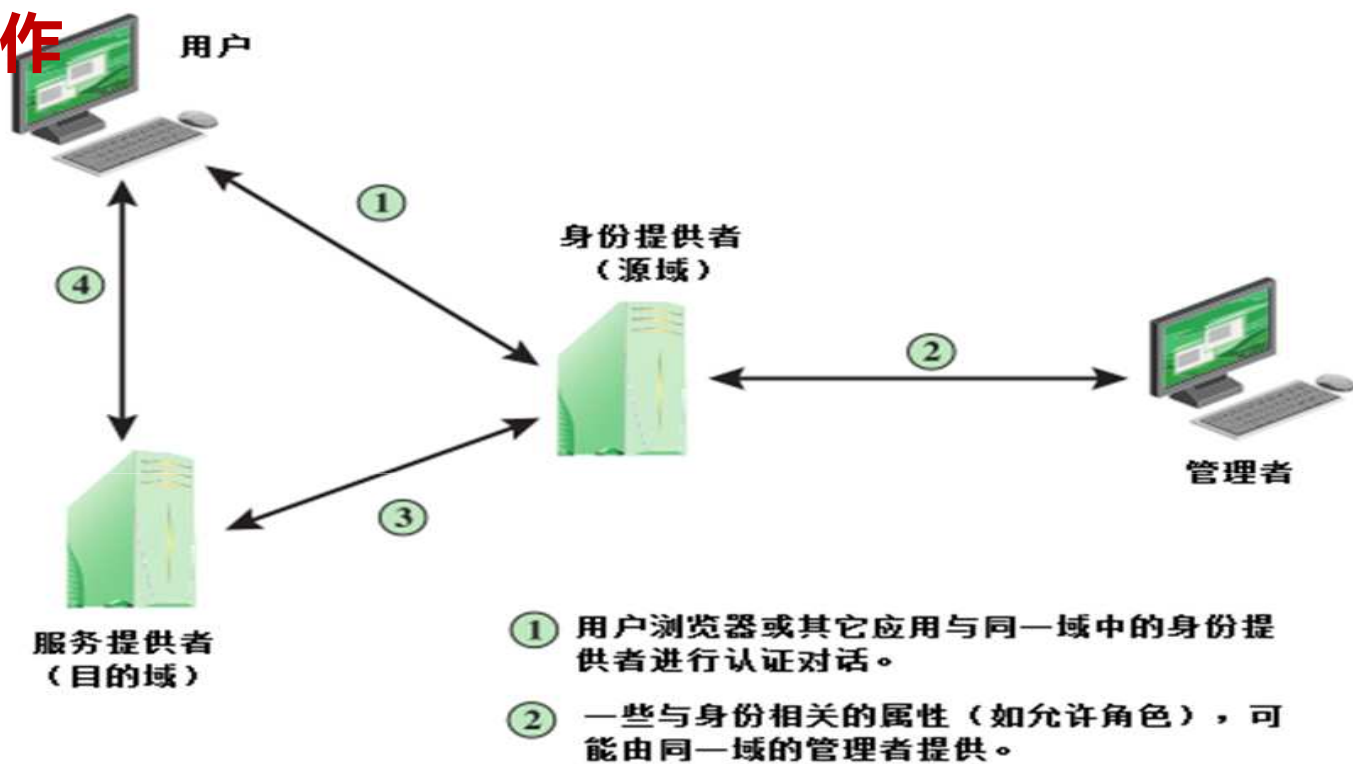 作
用户
①
身份提供者
（源域）
④
②
管理者
③
服务提供者
（目的域）
① 用户浏览器或其它应用与同一域中的身份提
供者进行认证对话。
② 一些与身份相关的属性（如允许角色），可
能由同一域的管理者提供。